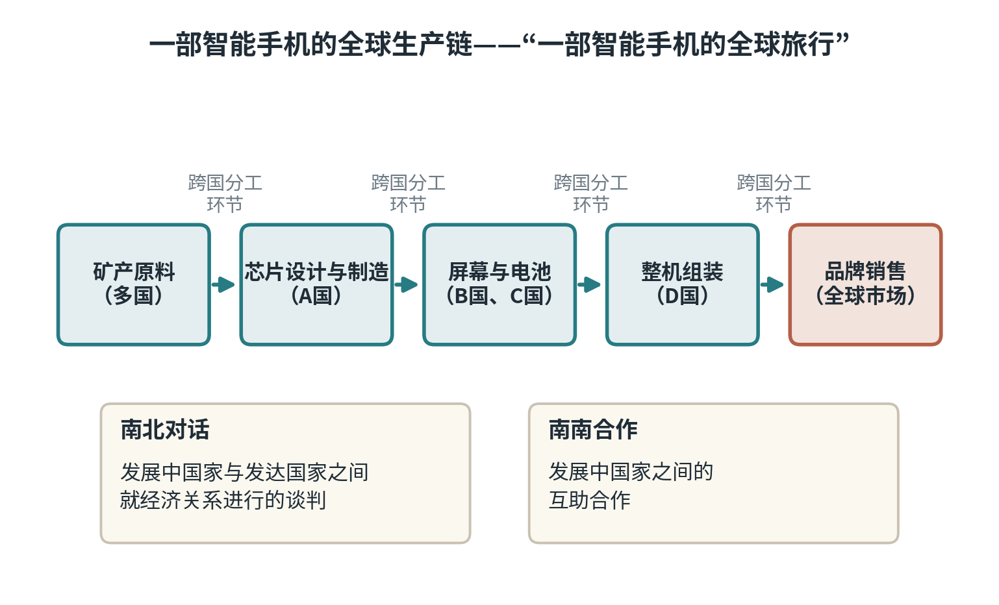 一部智能手机的全球生产链——“一部智能手机的全球旅行”
跨国分工
环节
跨国分工
环节
跨国分工
环节
跨国分工
环节
矿产原料
（多国）
芯片设计与制造
（A国）
屏幕与电池
（B国、C国）
整机组装
（D国）
品牌销售
（全球市场）
南北对话
发展中国家与发达国家之间
就经济关系进行的谈判
南南合作
发展中国家之间的
互助合作